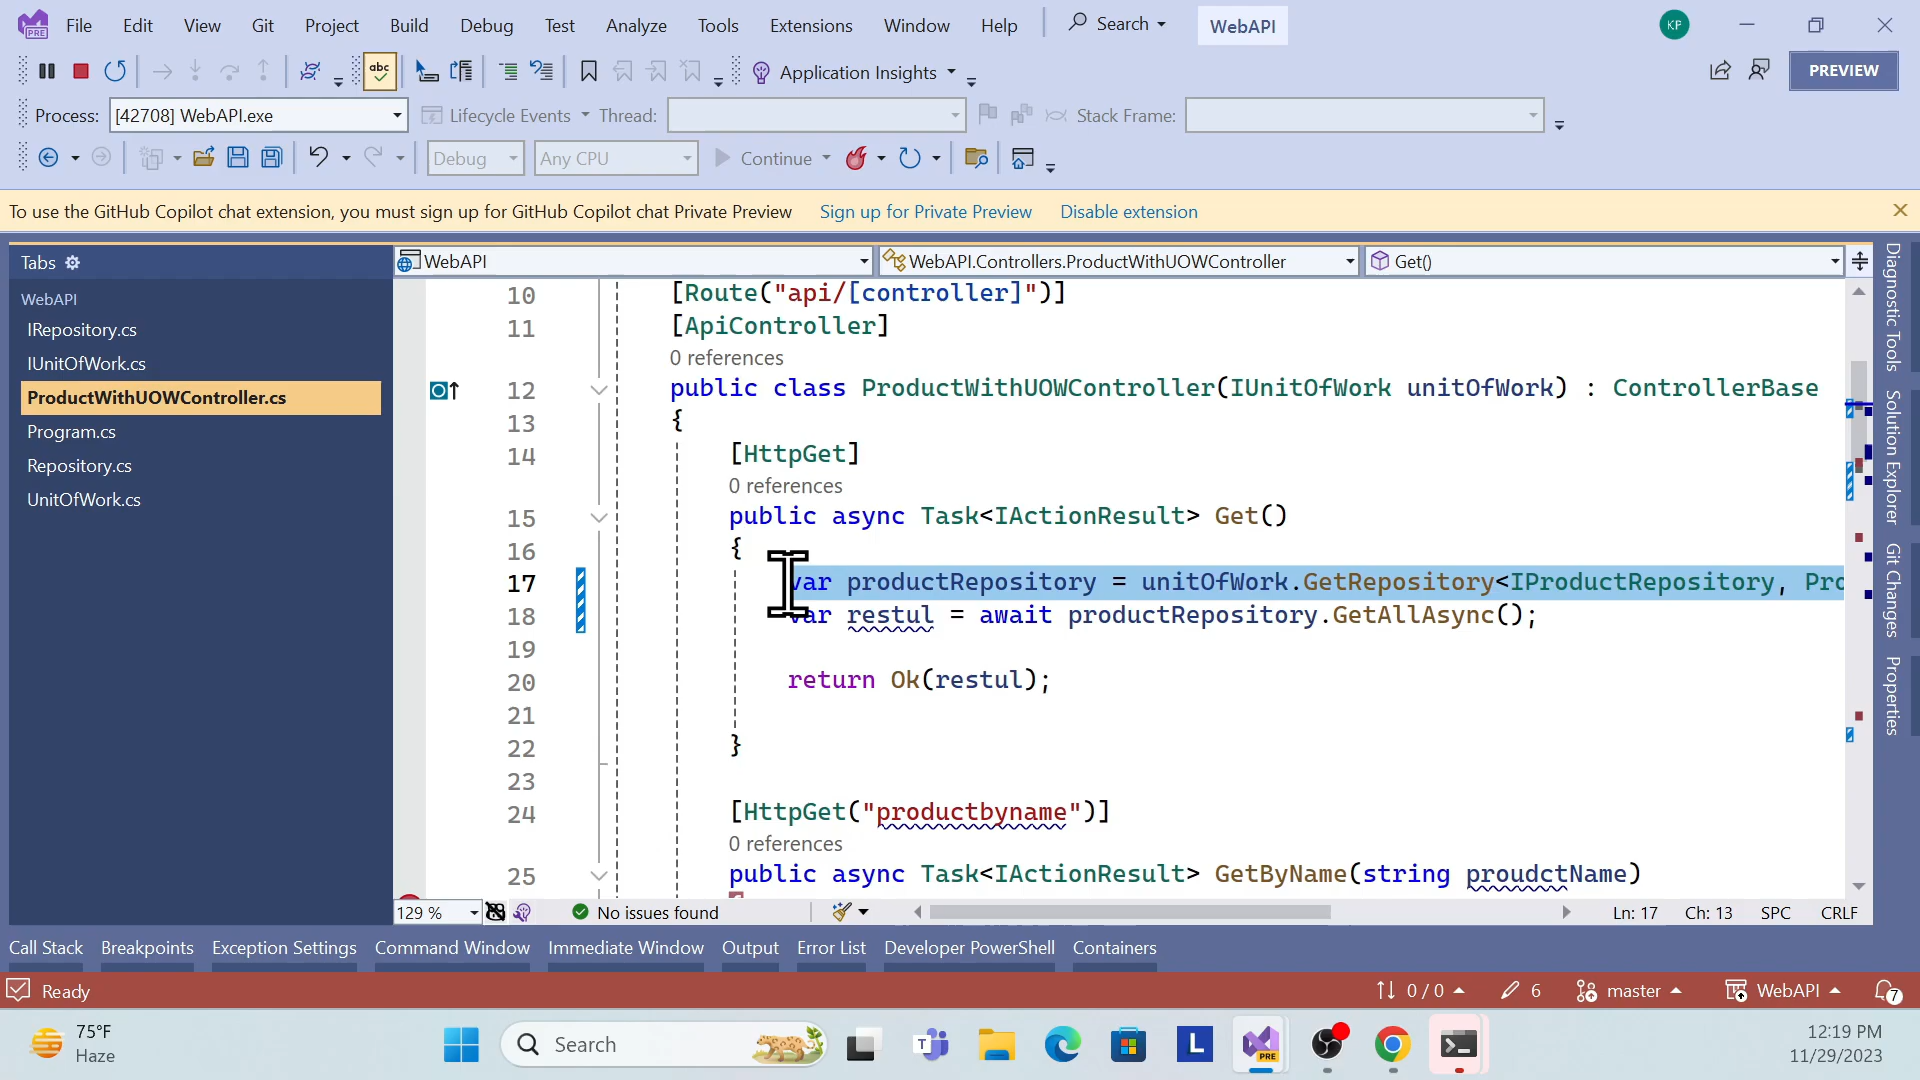 File Edit View Git Project Build Debug Test Analyze Tools Extensions Window Help Search WebAPI KP
PRE
abc Application Insights PREVIEW
Process: [42708] WebAPI.exe Lifecycle Events Thread: Stack Frame:
Debug Any CPU Continue
To use the GitHub Copilot chat extension, you must sign up for GitHub Copilot chat Private Preview Sign up for Private Preview Disable extension
Tabs
WebAPI
IRepository.cs
IUnitOfWork.cs
ProductWithUOWController.cs
Program.cs
Repository.cs
UnitOfWork.cs
WebAPI WebAPI.Controllers.ProductWithUOWController Get()
10 [Route("api/[controller]")]
11 [ApiController]
0 references
12 public class ProductWithUOWController(IUnitOfWork unitOfWork) : ControllerBase
13 {
14 [HttpGet]
0 references
15 public async Task<IActionResult> Get()
16 {
17 var productRepository = unitOfWork.GetRepository<IProductRepository, Pro
18 var restul = await productRepository.GetAllAsync();
19
20 return Ok(restul);
21
22 }
23
24 [HttpGet("productbyname")]
0 references
25 public async Task<IActionResult> GetByName(string proudctName)
129 % No issues found Ln: 17 Ch: 13 SPC CRLF
Diagnostic Tools
Solution Explorer
Git Changes
Properties
Call Stack Breakpoints Exception Settings Command Window Immediate Window Output Error List Developer PowerShell Containers
Ready 0 / 0 6 master WebAPI 7
75°F
Haze
Search
T
L
PRE
12:19 PM
11/29/2023